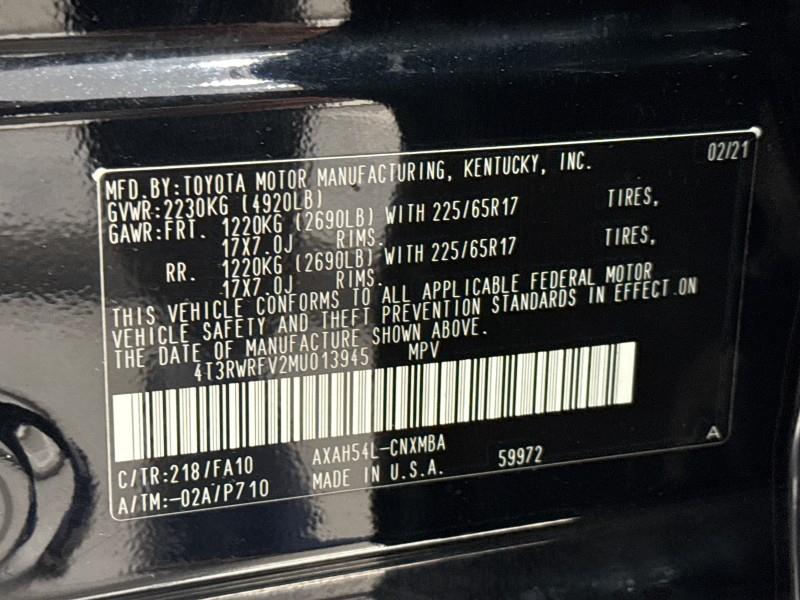 02/21
MFD.BY:TOYOTA MOTOR MANUFACTURING, KENTUCKY, INC.
GVWR:2230KG (4920LB)
GAWR:FRT. 1220KG (2690LB) WITH 225/65R17 TIRES,
17X7.0J RIMS.
RR. 1220KG (2690LB) WITH 225/65R17 TIRES,
17X7.0J RIMS.
THIS VEHICLE CONFORMS TO ALL APPLICABLE FEDERAL MOTOR
VEHICLE SAFETY AND THEFT PREVENTION STANDARDS IN EFFECT ON
THE DATE OF MANUFACTURE SHOWN ABOVE.
4T3RWRFV2MU013945 MPV
A
C/TR:218/FA10 AXAH54L-CNXMBA 59972
A/TM:-02A/P710 MADE IN U.S.A.